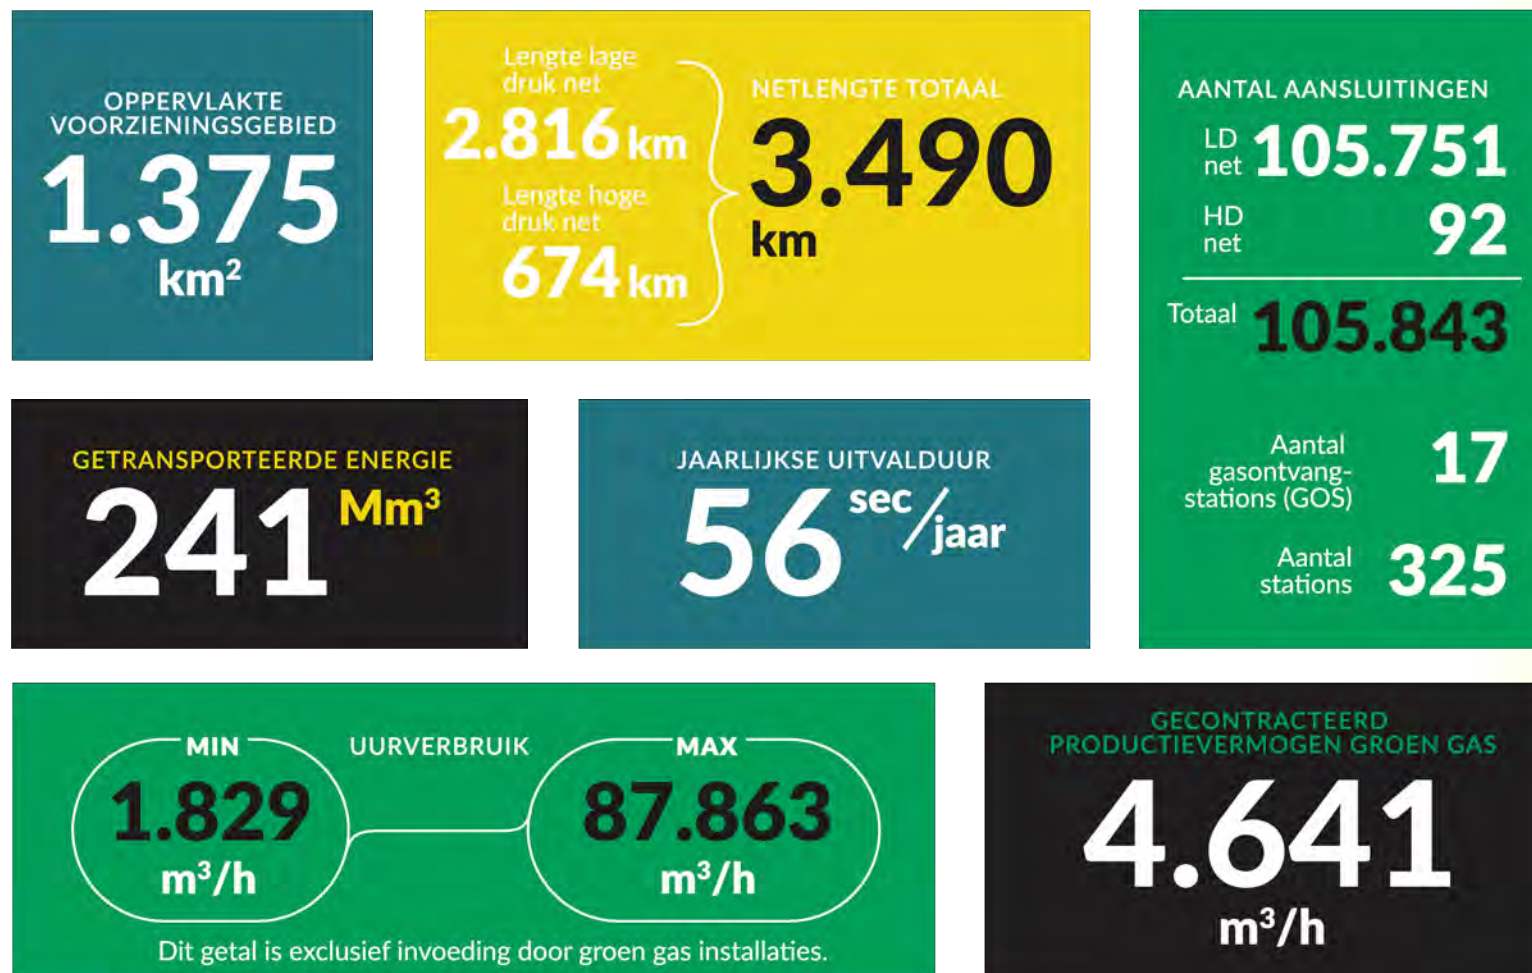 OPPERVLAKTE
VOORZIENINGSGEBIED
1.375
km²
Lengte lage
druk net
2.816 km
Lengte hoge
druk net
674 km
NETLENGTE TOTAAL
3.490
km
AANTAL AANSLUITINGEN
LD
net 105.751
HD
net 92
Totaal 105.843
Aantal
gasontvang-
stations (GOS)
17
Aantal
stations
325
GETRANSPORTEERDE ENERGIE
241 Mm³
JAARLIJKSE UITVALDUUR
56 sec/jaar
UURVERBRUIK
MIN
1.829
m³/h
MAX
87.863
m³/h
Dit getal is exclusief invoeding door groen gas installaties.
GECONTRACTEERD
PRODUCTIEVERMOGEN GROEN GAS
4.641
m³/h